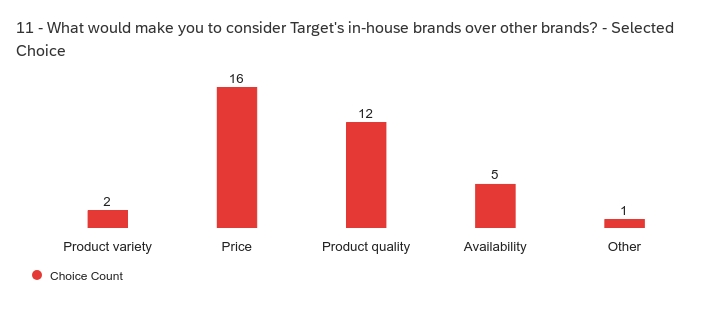 11 - What would make you to consider Target's in-house brands over other brands? - Selected
Choice
16
12
5
2
1
Product variety
Price
Product quality
Availability
Other
Choice Count